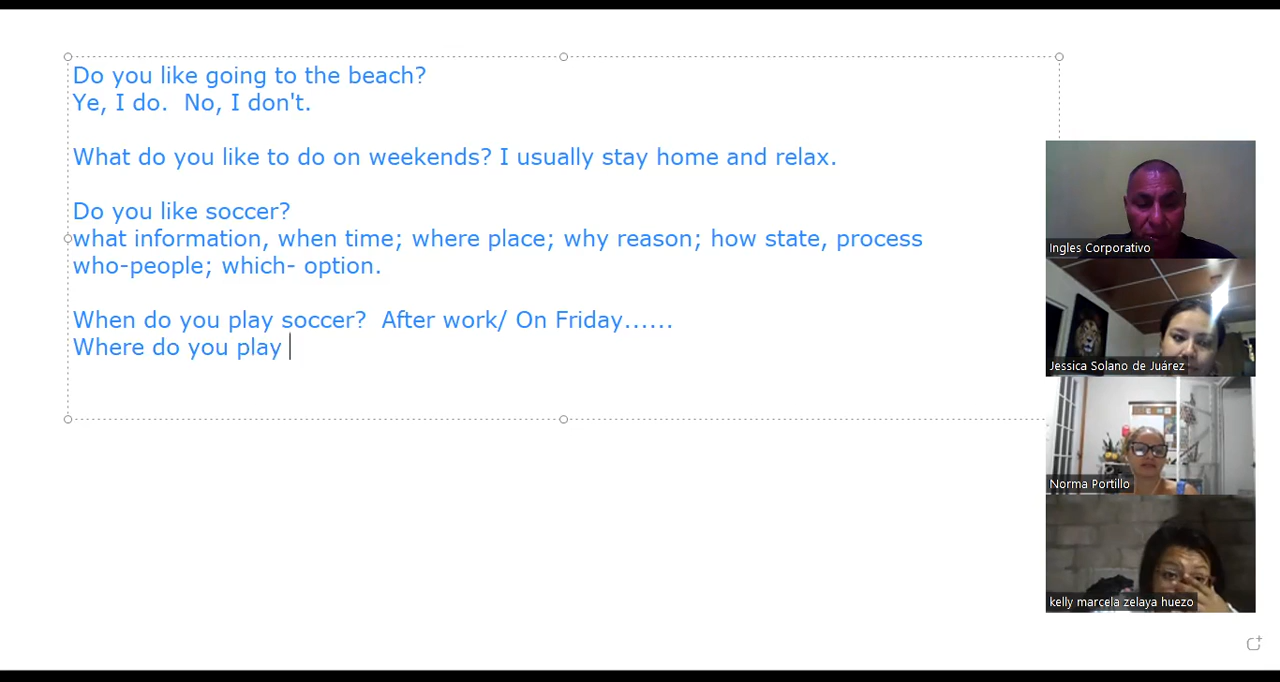 Do you like going to the beach?
Ye, I do.  No, I don't.
What do you like to do on weekends? I usually stay home and relax.
Do you like soccer?
what information, when time; where place; why reason; how state, process
who-people; which- option.
When do you play soccer?  After work/ On Friday......
Where do you play
Ingles Corporativo
Jessica Solano de Juárez
Norma Portillo
kelly marcela zelaya huezo